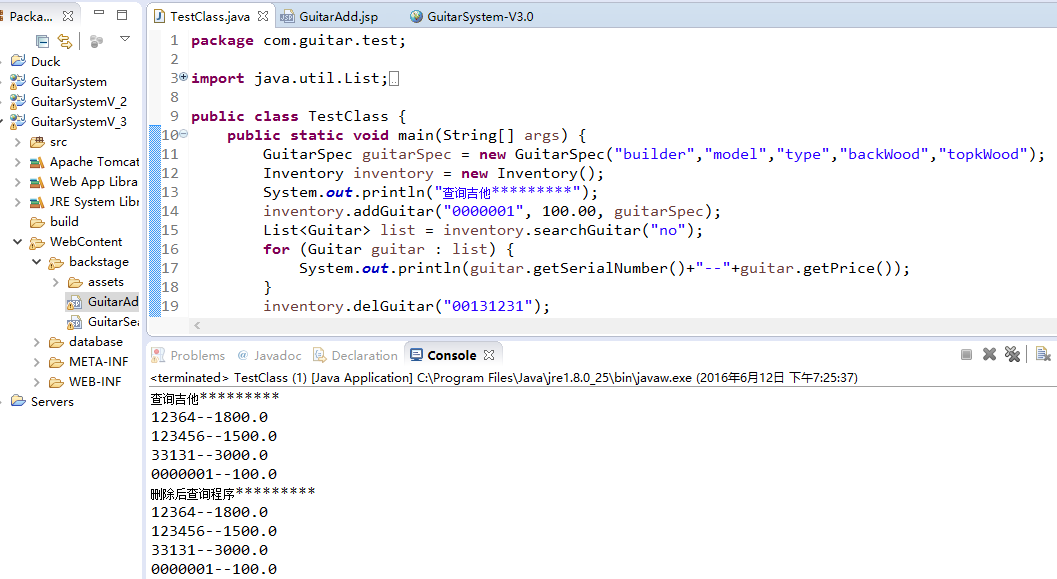 Packa...
Duck
GuitarSystem
GuitarSystemV_2
GuitarSystemV_3
src
Apache Tomcat
Web App Libra
JRE System Libr
build
WebContent
backstage
assets
GuitarAd
GuitarSea
database
META-INF
WEB-INF
Servers
TestClass.java GuitarAdd.jsp GuitarSystem-V3.0
1 package com.guitar.test;
2
3 import java.util.List;
8
9 public class TestClass {
10 public static void main(String[] args) {
11 GuitarSpec guitarSpec = new GuitarSpec("builder","model","type","backWood","topkWood");
12 Inventory inventory = new Inventory();
13 System.out.println("查询吉他*********");
14 inventory.addGuitar("0000001", 100.00, guitarSpec);
15 List<Guitar> list = inventory.searchGuitar("no");
16 for (Guitar guitar : list) {
17 System.out.println(guitar.getSerialNumber()+"--"+guitar.getPrice());
18 }
19 inventory.delGuitar("00131231");
Problems @ Javadoc Declaration Console
<terminated> TestClass (1) [Java Application] C:\Program Files\Java\jre1.8.0_25\bin\javaw.exe (2016年6月12日 下午7:25:37)
查询吉他*********
12364--1800.0
123456--1500.0
33131--3000.0
0000001--100.0
删除后查询程序*********
12364--1800.0
123456--1500.0
33131--3000.0
0000001--100.0